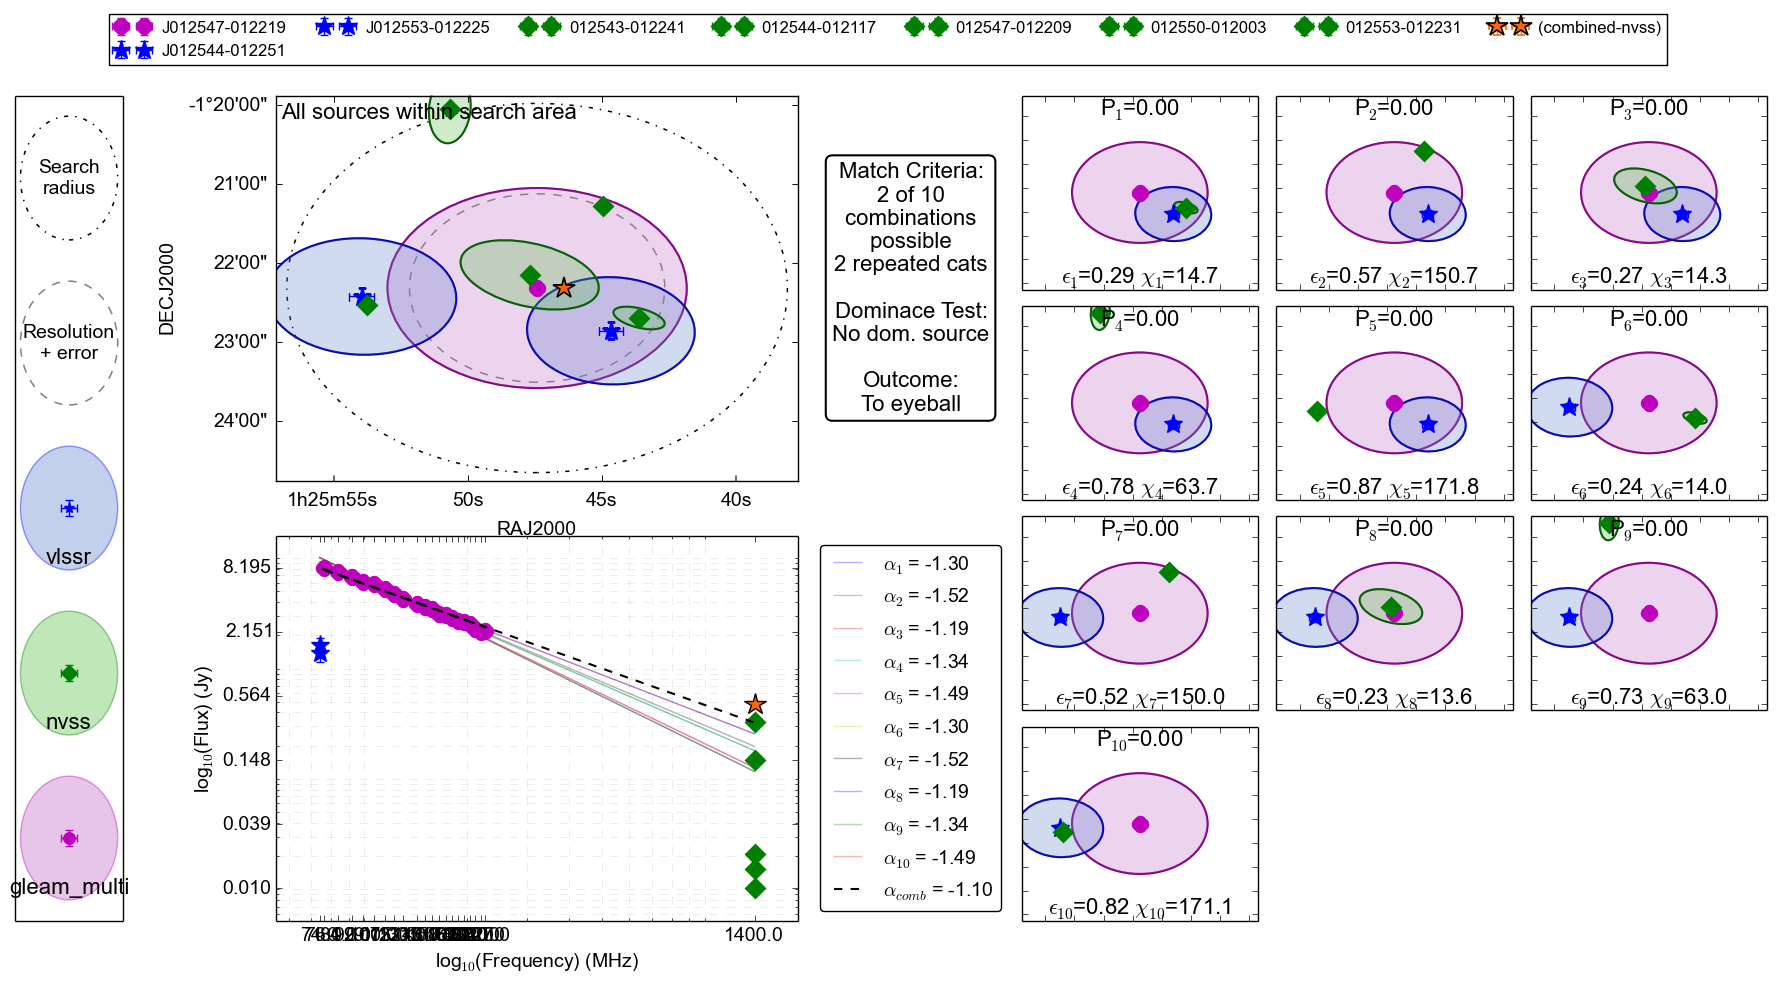 J012547-012219
J012553-012225
012543-012241
012544-012117
012547-012209
012550-012003
012553-012231
(combined-nvss)
J012544-012251
Search
radius
Resolution
+ error
vlssr
nvss
gleam_multi
All sources within search area
-1°20'00"
21'00"
22'00"
23'00"
24'00"
DECJ2000
1h25m55s
50s
45s
40s
RAJ2000
Match Criteria:
2 of 10
combinations
possible
2 repeated cats
Dominace Test:
No dom. source
Outcome:
To eyeball
8.195
2.151
0.564
0.148
0.039
0.010
log10(Flux) (Jy)
1400.0
log10(Frequency) (MHz)
α1 = -1.30
α2 = -1.52
α3 = -1.19
α4 = -1.34
α5 = -1.49
α6 = -1.30
α7 = -1.52
α8 = -1.19
α9 = -1.34
α10 = -1.49
αcomb = -1.10
P1=0.00
ϵ1=0.29 χ1=14.7
P2=0.00
ϵ2=0.57 χ2=150.7
P3=0.00
ϵ3=0.27 χ3=14.3
P4=0.00
ϵ4=0.78 χ4=63.7
P5=0.00
ϵ5=0.87 χ5=171.8
P6=0.00
ϵ6=0.24 χ6=14.0
P7=0.00
ϵ7=0.52 χ7=150.0
P8=0.00
ϵ8=0.23 χ8=13.6
P9=0.00
ϵ9=0.73 χ9=63.0
P10=0.00
ϵ10=0.82 χ10=171.1